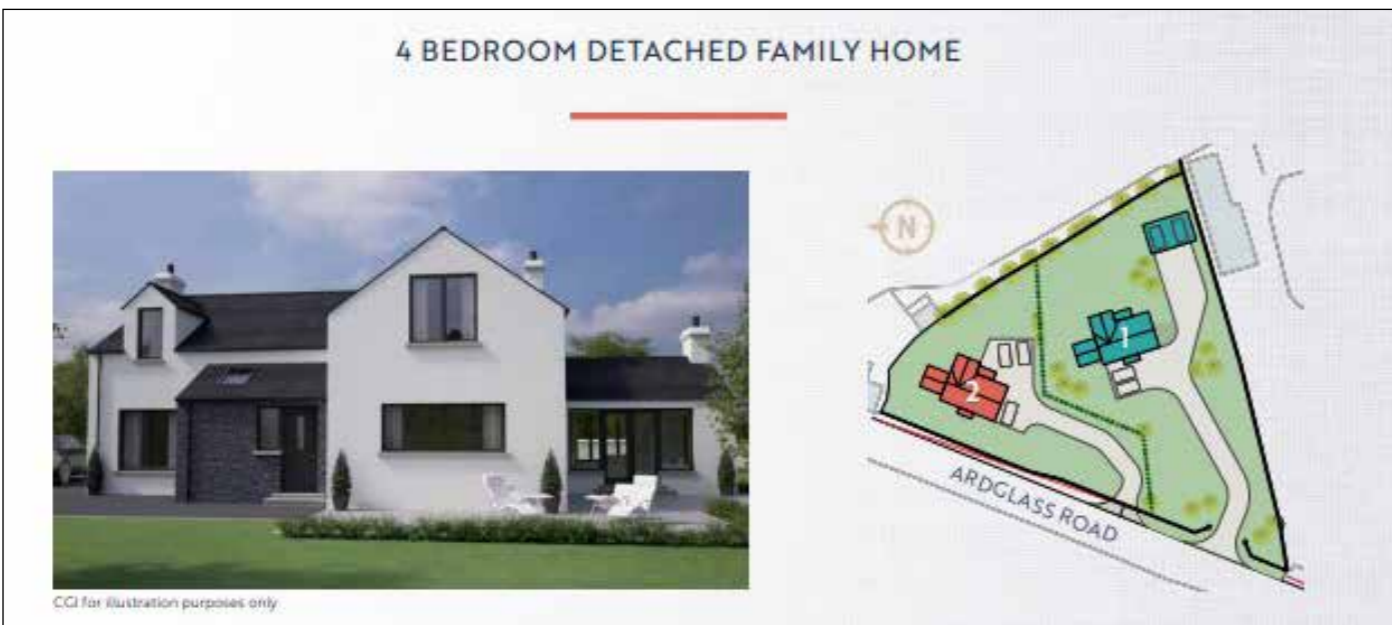 4 BEDROOM DETACHED FAMILY HOME
N
1
2
ARDGLASS ROAD
CGI for illustration purposes only